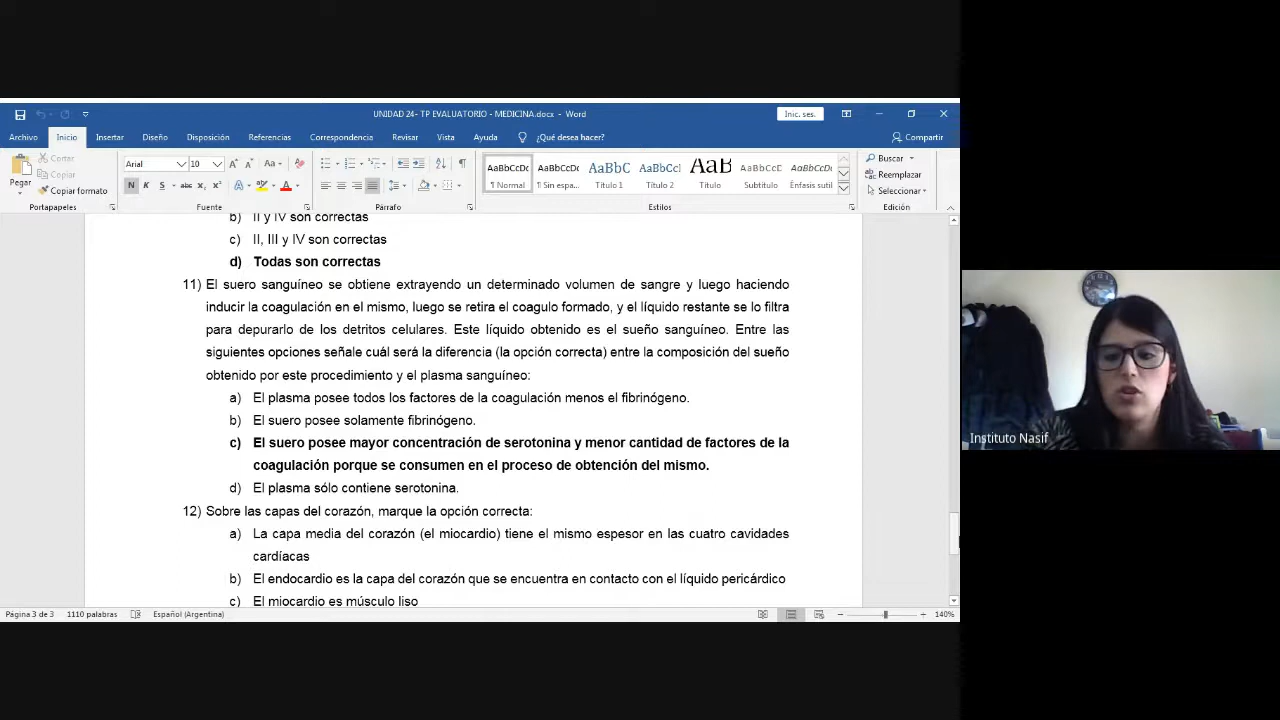 UNIDAD 24- TP EVALUATORIO - MEDICINA.docx - Word
Inic. ses.
Archivo Inicio Insertar Diseño Disposición Referencias Correspondencia Revisar Vista Ayuda ¿Qué desea hacer? Compartir
Pegar
Cortar
Copiar
Copiar formato
Portapapeles
Arial 10
N K S abc x₂ x² A A
Aa
Fuente
Párrafo
AaBbCcDc AaBbCcDc AaBbC AaBbCcI AaB AaBbCcD AaBbCcDc
¶ Normal ¶ Sin espa... Título 1 Título 2 Título Subtítulo Énfasis sutil
Estilos
Buscar
Reemplazar
Seleccionar
Edición
b) II y IV son correctas
c) II, III y IV son correctas
d) Todas son correctas
11) El suero sanguíneo se obtiene extrayendo un determinado volumen de sangre y luego haciendo
inducir la coagulación en el mismo, luego se retira el coagulo formado, y el líquido restante se lo filtra
para depurarlo de los detritos celulares. Este líquido obtenido es el sueño sanguíneo. Entre las
siguientes opciones señale cuál será la diferencia (la opción correcta) entre la composición del sueño
obtenido por este procedimiento y el plasma sanguíneo:
a) El plasma posee todos los factores de la coagulación menos el fibrinógeno.
b) El suero posee solamente fibrinógeno.
c) El suero posee mayor concentración de serotonina y menor cantidad de factores de la
coagulación porque se consumen en el proceso de obtención del mismo.
d) El plasma sólo contiene serotonina.
12) Sobre las capas del corazón, marque la opción correcta:
a) La capa media del corazón (el miocardio) tiene el mismo espesor en las cuatro cavidades
cardíacas
b) El endocardio es la capa del corazón que se encuentra en contacto con el líquido pericárdico
c) El miocardio es músculo liso
Página 3 de 3 1110 palabras Español (Argentina) 140%
Instituto Nasif